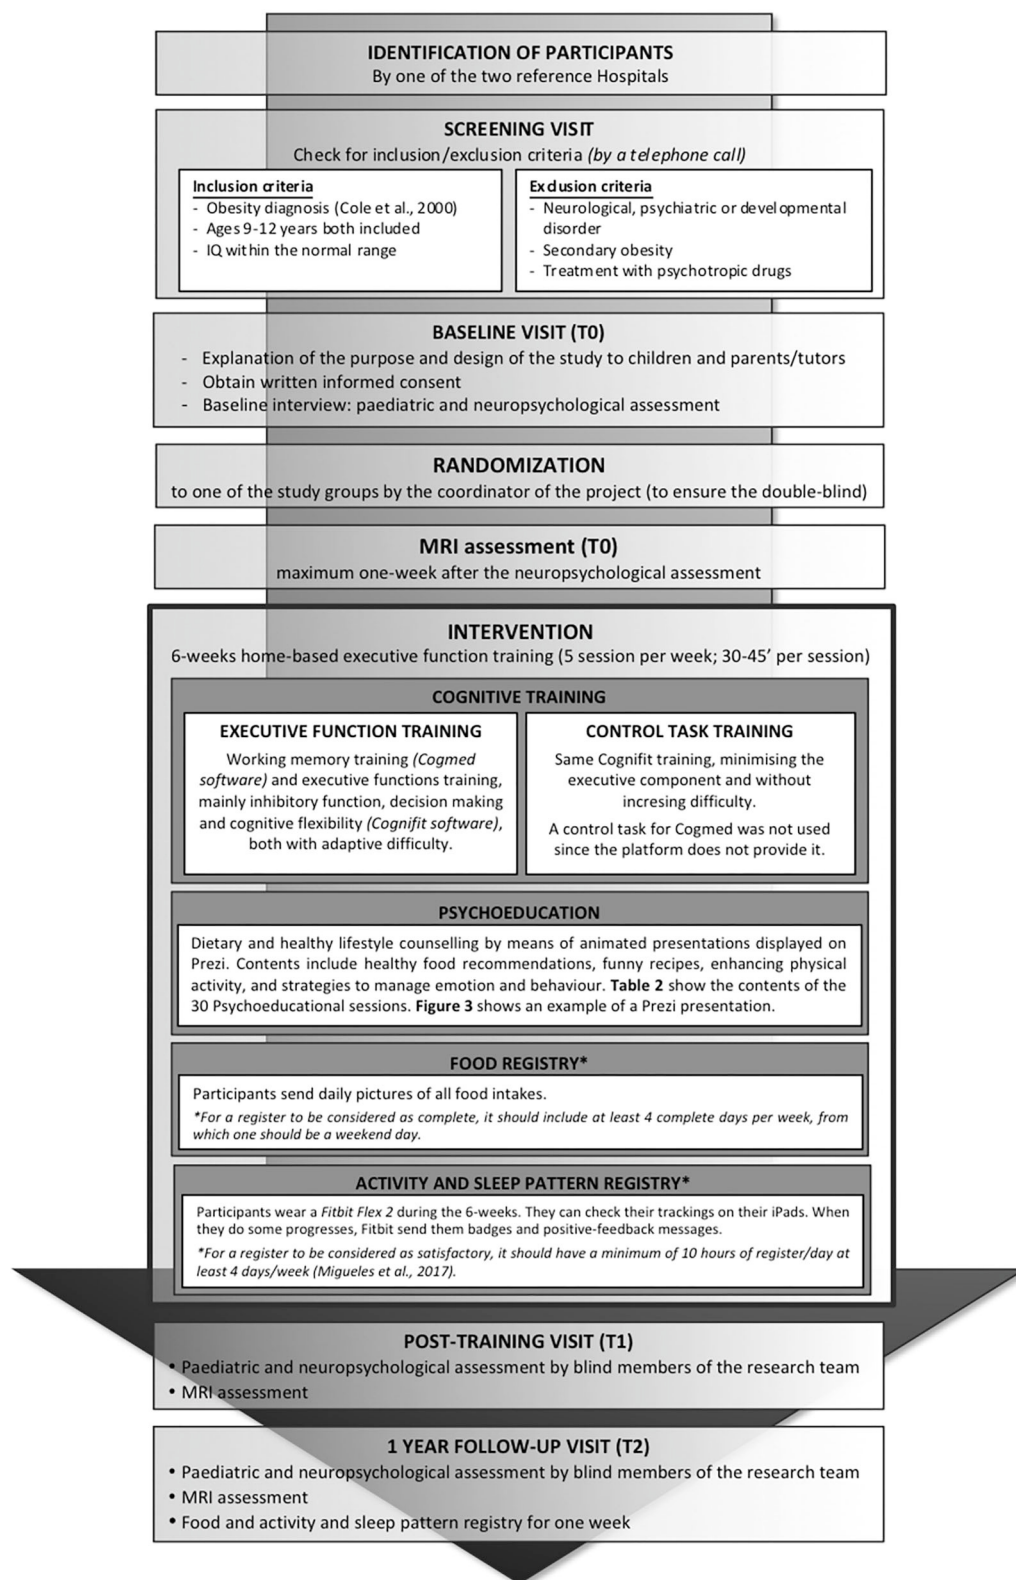 IDENTIFICATION OF PARTICIPANTS
By one of the two reference Hospitals
SCREENING VISIT
Check for inclusion/exclusion criteria (by a telephone call)
Inclusion criteria
- Obesity diagnosis (Cole et al., 2000)
- Ages 9-12 years both included
- IQ within the normal range
Exclusion criteria
- Neurological, psychiatric or developmental
disorder
- Secondary obesity
- Treatment with psychotropic drugs
BASELINE VISIT (T0)
- Explanation of the purpose and design of the study to children and parents/tutors
- Obtain written informed consent
- Baseline interview: paediatric and neuropsychological assessment
RANDOMIZATION
to one of the study groups by the coordinator of the project (to ensure the double-blind)
MRI assessment (T0)
maximum one-week after the neuropsychological assessment
INTERVENTION
6-weeks home-based executive function training (5 session per week; 30-45' per session)
COGNITIVE TRAINING
EXECUTIVE FUNCTION TRAINING
Working memory training (Cogmed
software) and executive functions training,
mainly inhibitory function, decision making
and cognitive flexibility (Cognifit software),
both with adaptive difficulty.
CONTROL TASK TRAINING
Same Cognifit training, minimising the
executive component and without
incresing difficulty.
A control task for Cogmed was not used
since the platform does not provide it.
PSYCHOEDUCATION
Dietary and healthy lifestyle counselling by means of animated presentations displayed on
Prezi. Contents include healthy food recommendations, funny recipes, enhancing physical
activity, and strategies to manage emotion and behaviour. Table 2 show the contents of the
30 Psychoeducational sessions. Figure 3 shows an example of a Prezi presentation.
FOOD REGISTRY*
Participants send daily pictures of all food intakes.
*For a register to be considered as complete, it should include at least 4 complete days per week, from
which one should be a weekend day.
ACTIVITY AND SLEEP PATTERN REGISTRY*
Participants wear a Fitbit Flex 2 during the 6-weeks. They can check their trackings on their iPads. When
they do some progresses, Fitbit send them badges and positive-feedback messages.
*For a register to be considered as satisfactory, it should have a minimum of 10 hours of register/day at
least 4 days/week (Migueles et al., 2017).
POST-TRAINING VISIT (T1)
• Paediatric and neuropsychological assessment by blind members of the research team
• MRI assessment
1 YEAR FOLLOW-UP VISIT (T2)
• Paediatric and neuropsychological assessment by blind members of the research team
• MRI assessment
• Food and activity and sleep pattern registry for one week